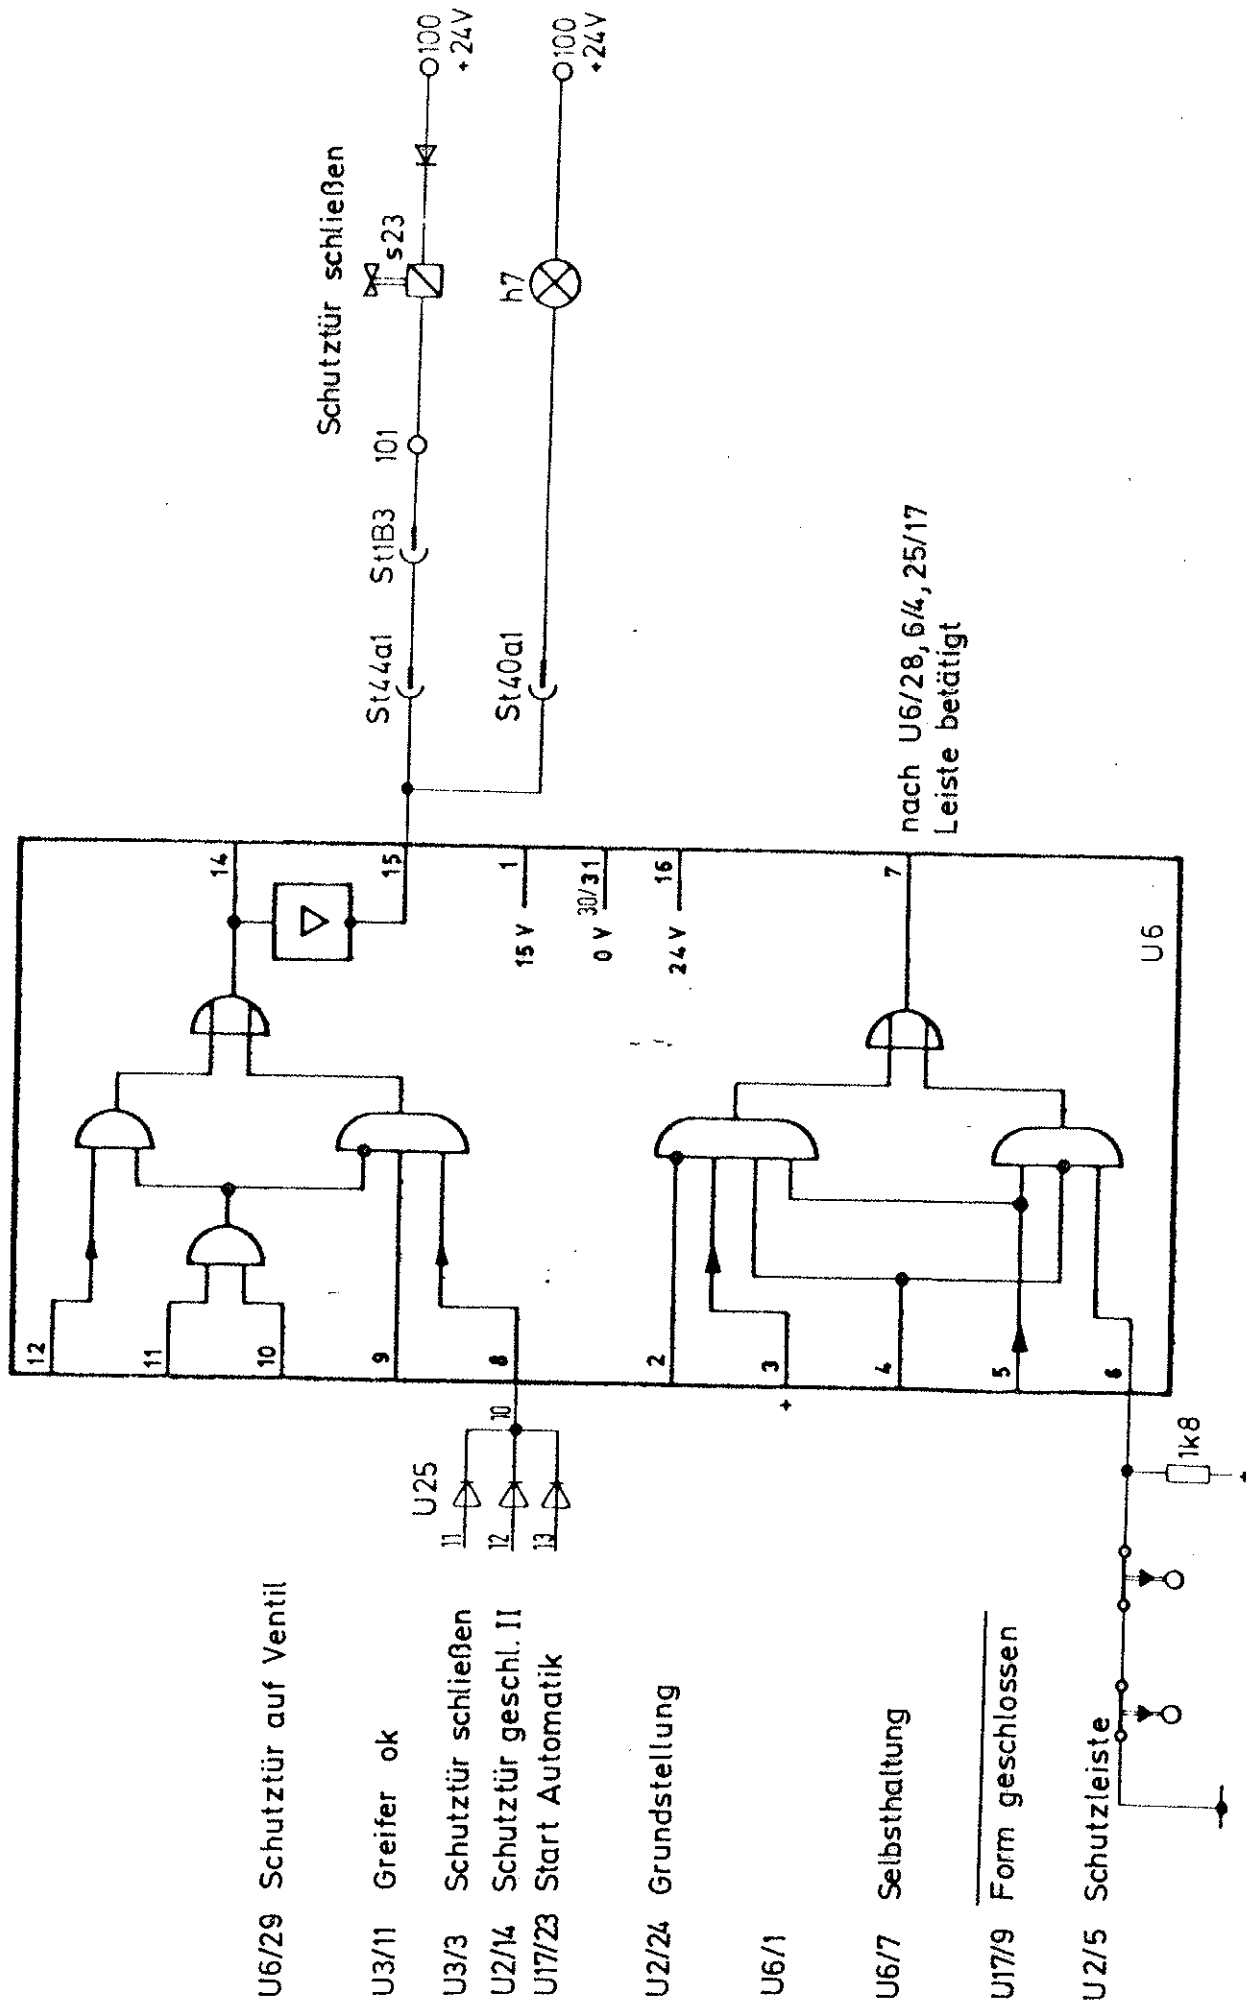 U6/29 Schutztür auf Ventil
U3/11 Greifer ok
U3/3 Schutztür schließen
U2/14 Schutztür geschl. II
U17/23 Start Automatik
U2/24 Grundstellung
U6/1
U6/7 Selbsthaltung
U17/9 Form geschlossen
U2/5 Schutzleiste
U25
11
12
13
10
+
1k8
+
12
11
10
9
8
2
3
4
5
6
14
15
15 V 1
0 V 30/31
24 V 16
7
U6
St44a1
St1B3
101
Schutztür schließen
s23
100
+24V
St40a1
h7
100
+24V
nach U6/28, 6/4, 25/17
Leiste betätigt